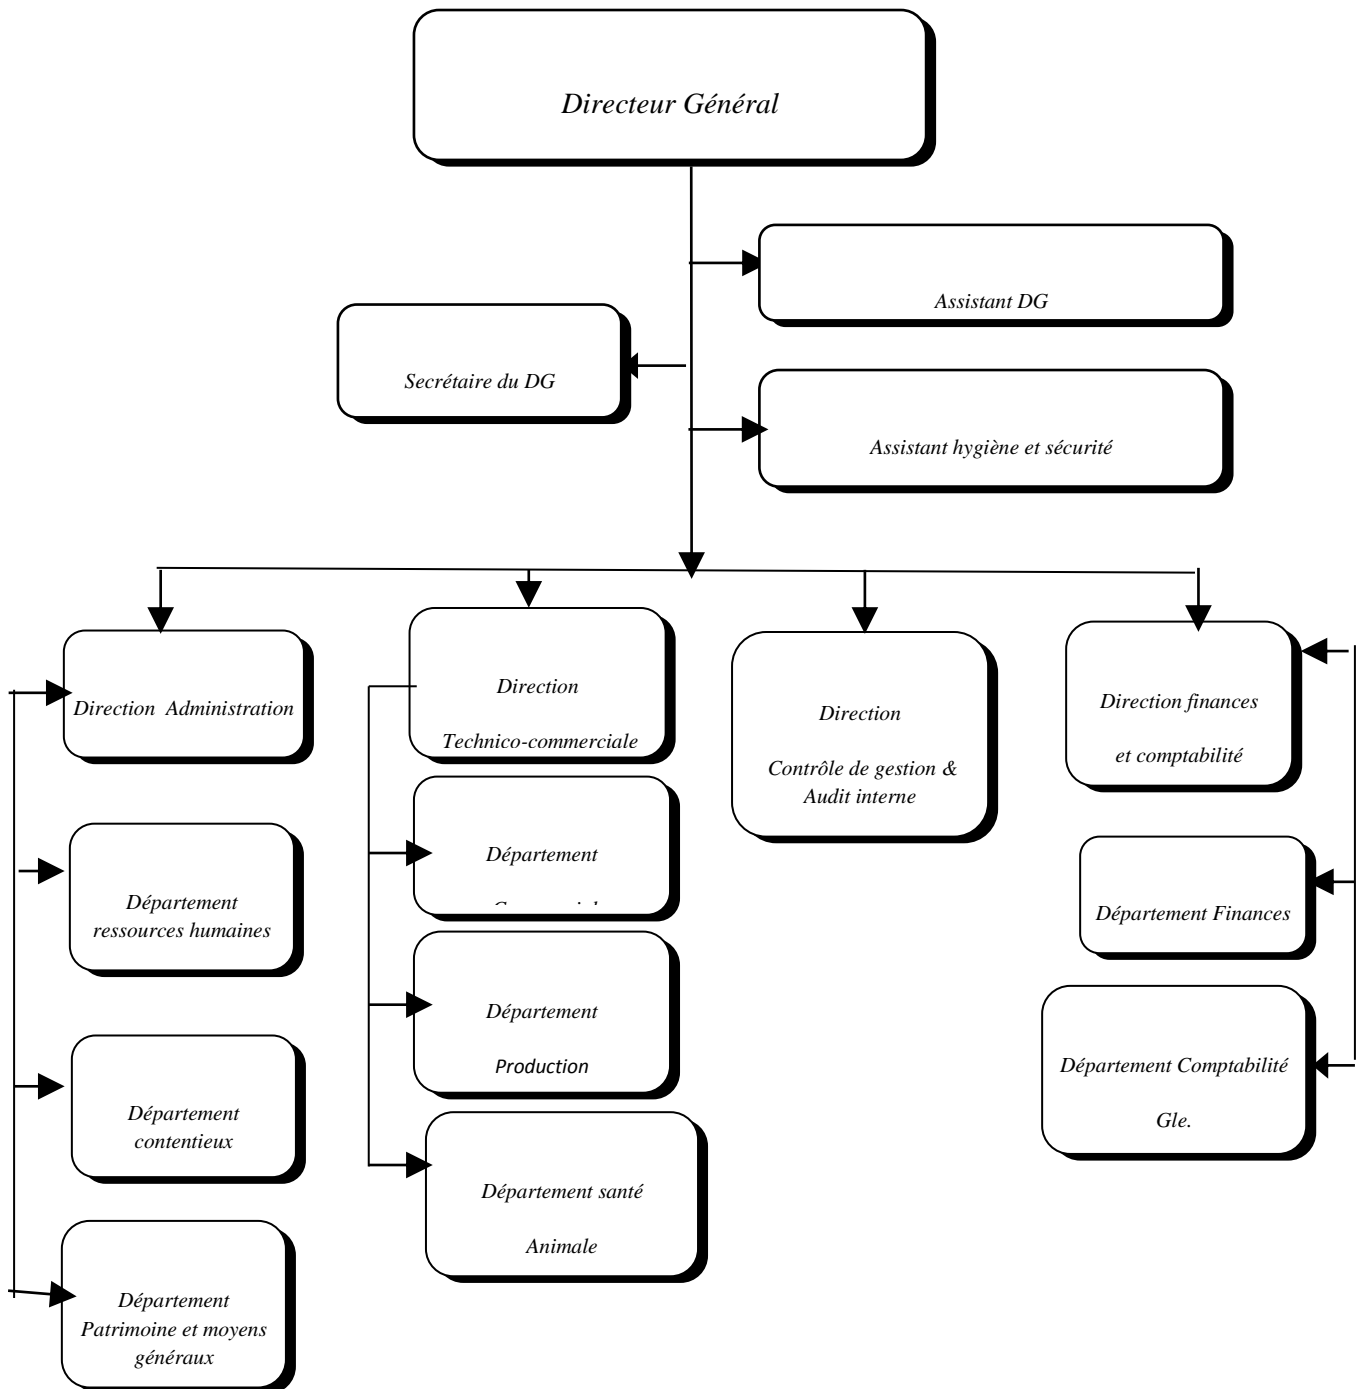 Directeur Général
Assistant DG
Secrétaire du DG
Assistant hygiène et sécurité
Direction Administration
Direction
Technico-commerciale
Direction
Contrôle de gestion &
Audit interne
Direction finances
et comptabilité
Département
ressources humaines
Département
Département Finances
Département
Production
Département Comptabilité
Gle.
Département
contentieux
Département santé
Animale
Département
Patrimoine et moyens
généraux